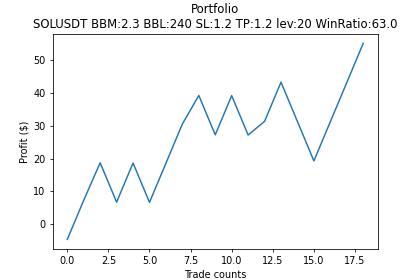 Portfolio
SOLUSDT BBM:2.3 BBL:240 SL:1.2 TP:1.2 lev:20 WinRatio:63.0
Profit ($)
50
40
30
20
10
0
0.0 2.5 5.0 7.5 10.0 12.5 15.0 17.5
Trade counts